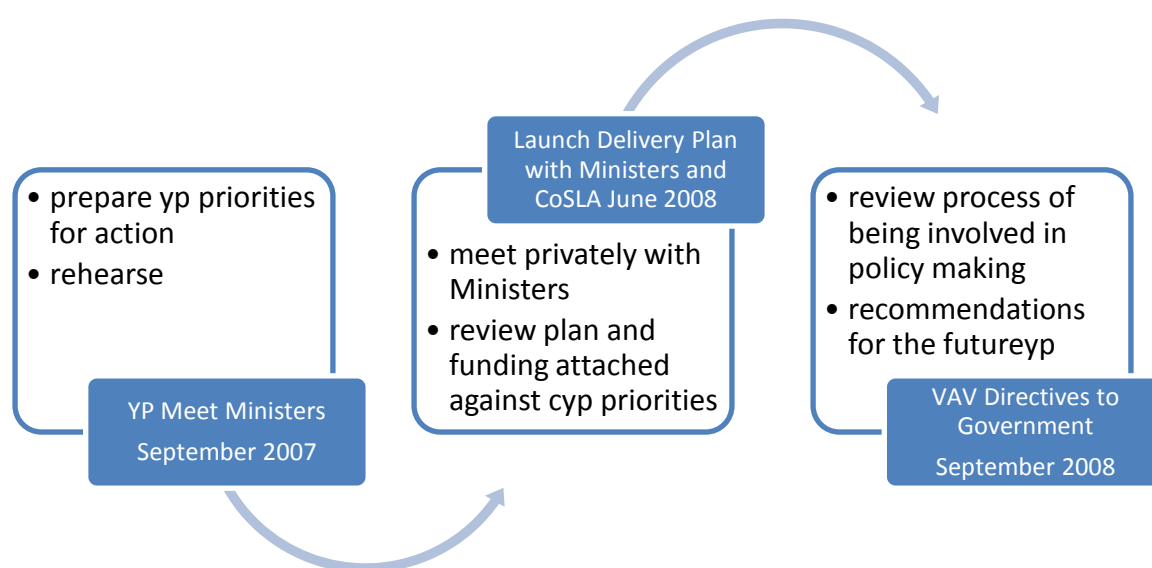 • prepare yp priorities
for action
• rehearse
YP Meet Ministers
September 2007
Launch Delivery Plan
with Ministers and
CoSLA June 2008
• meet privately with
Ministers
• review plan and
funding attached
against cyp priorities
• review process of
being involved in
policy making
• recommendations
for the futureyp
VAV Directives to
Government
September 2008